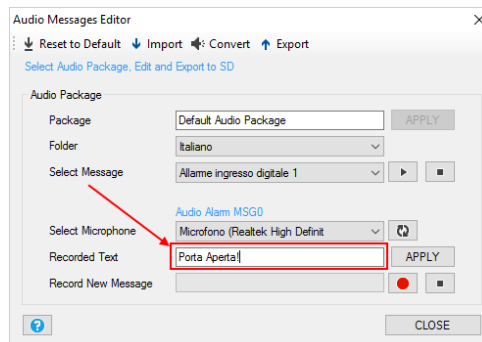 Audio Messages Editor
Reset to Default Import Convert Export
Select Audio Package, Edit and Export to SD
Audio Package
Package Default Audio Package APPLY
Folder Italiano
Select Message Allarme ingresso digitale 1
Audio Alarm MSG0
Select Microphone Microfono (Realtek High Definit
Recorded Text Porta Aperta! APPLY
Record New Message
CLOSE